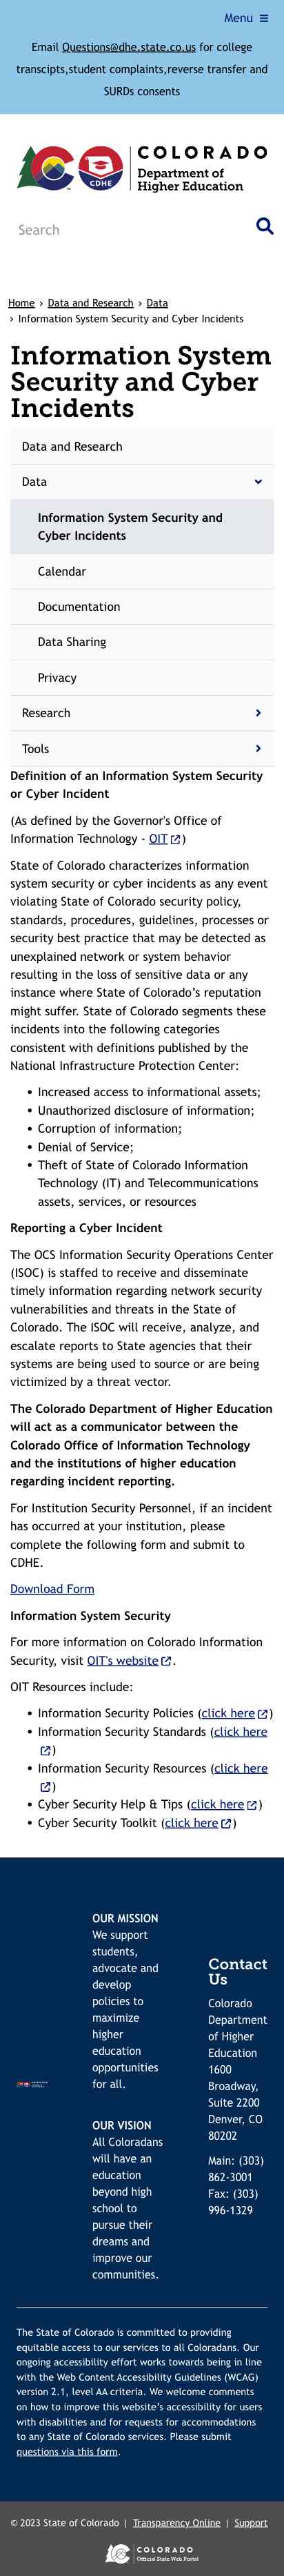 Menu
Email Questions@dhe.state.co.us for college
transcipts,student complaints,reverse transfer and
SURDs consents
CO
CDHE
COLORADO
Department of
Higher Education
Search
Home › Data and Research › Data
› Information System Security and Cyber Incidents
Information System
Security and Cyber
Incidents
Data and Research
Data
Information System Security and
Cyber Incidents
Calendar
Documentation
Data Sharing
Privacy
Research
Tools
Definition of an Information System Security
or Cyber Incident
(As defined by the Governor's Office of
Information Technology - OIT)
State of Colorado characterizes information
system security or cyber incidents as any event
violating State of Colorado security policy,
standards, procedures, guidelines, processes or
security best practice that may be detected as
unexplained network or system behavior
resulting in the loss of sensitive data or any
instance where State of Colorado’s reputation
might suffer. State of Colorado segments these
incidents into the following categories
consistent with definitions published by the
National Infrastructure Protection Center:
• Increased access to informational assets;
• Unauthorized disclosure of information;
• Corruption of information;
• Denial of Service;
• Theft of State of Colorado Information
Technology (IT) and Telecommunications
assets, services, or resources
Reporting a Cyber Incident
The OCS Information Security Operations Center
(ISOC) is staffed to receive and disseminate
timely information regarding network security
vulnerabilities and threats in the State of
Colorado. The ISOC will receive, analyze, and
escalate reports to State agencies that their
systems are being used to source or are being
victimized by a threat vector.
The Colorado Department of Higher Education
will act as a communicator between the
Colorado Office of Information Technology
and the institutions of higher education
regarding incident reporting.
For Institution Security Personnel, if an incident
has occurred at your institution, please
complete the following form and submit to
CDHE.
Download Form
Information System Security
For more information on Colorado Information
Security, visit OIT's website.
OIT Resources include:
• Information Security Policies (click here)
• Information Security Standards (click here
)
• Information Security Resources (click here
)
• Cyber Security Help & Tips (click here)
• Cyber Security Toolkit (click here)
OUR MISSION
We support
students,
advocate and
develop
policies to
maximize
higher
education
opportunities
for all.
OUR VISION
All Coloradans
will have an
education
beyond high
school to
pursue their
dreams and
improve our
communities.
Contact
Us
Colorado
Department
of Higher
Education
1600
Broadway,
Suite 2200
Denver, CO
80202
Main: (303)
862-3001
Fax: (303)
996-1329
The State of Colorado is committed to providing
equitable access to our services to all Coloradans. Our
ongoing accessibility effort works towards being in line
with the Web Content Accessibility Guidelines (WCAG)
version 2.1, level AA criteria. We welcome comments
on how to improve this website’s accessibility for users
with disabilities and for requests for accommodations
to any State of Colorado services. Please submit
questions via this form.
© 2023 State of Colorado | Transparency Online | Support
CO
COLORADO
Official State Web Portal